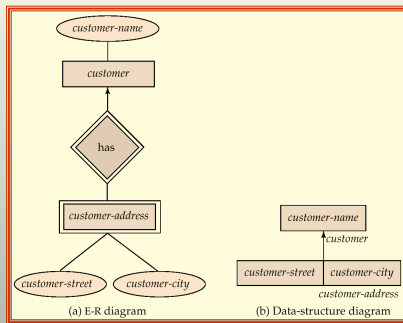 customer-name
customer
has
customer-address
customer-street
customer-city
(a) E-R diagram
customer-name
customer
customer-street
customer-city
customer-address
(b) Data-structure diagram